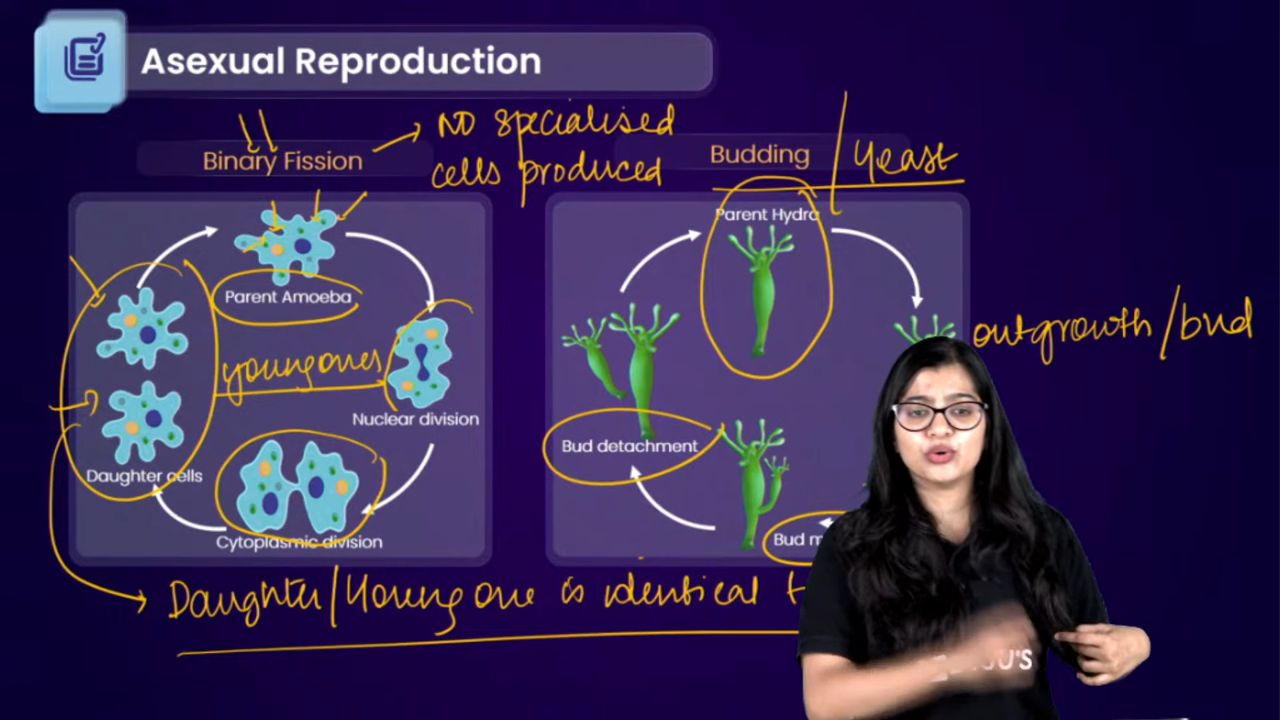 Asexual Reproduction
Binary Fission
NO specialised
cells produced
Budding
Yeast
Parent Amoeba
Parent Hydra
young ones
Nuclear division
outgrowth/bud
Daughter cells
Cytoplasmic division
Bud detachment
Bud
Daughter/Young one is identical